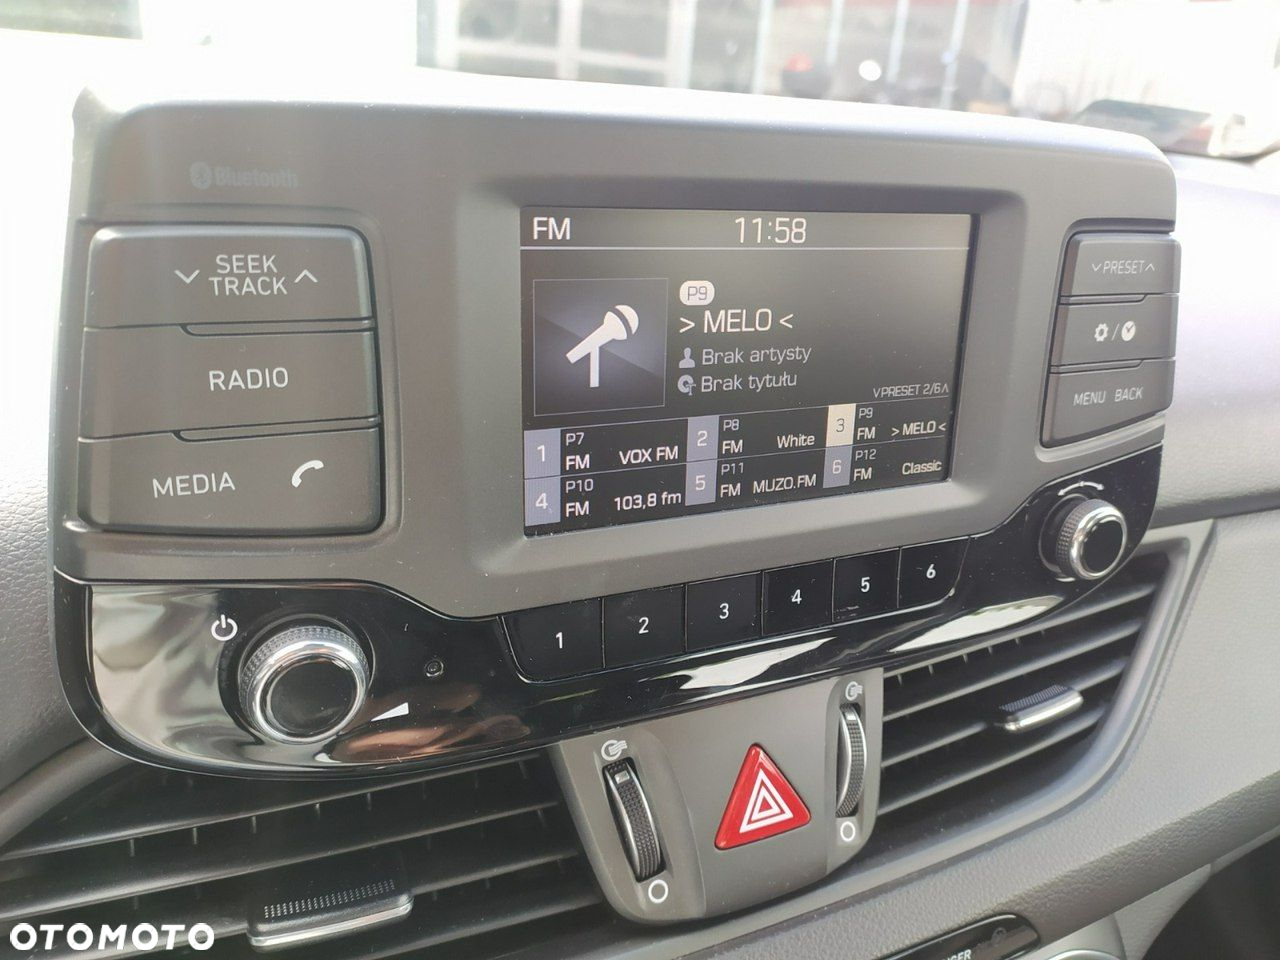 Bluetooth
SEEK
TRACK
RADIO
MEDIA
FM 11:58
P9
> MELO <
Brak artysty
Brak tytułu
PRESET 2/6
1 P7 FM VOX FM
2 P8 FM White
3 P9 FM > MELO <
4 P10 FM 103,8 fm
5 P11 FM MUZO.FM
6 P12 FM Classic
PRESET
/
MENU BACK
1 2 3 4 5 6
OTOMOTO